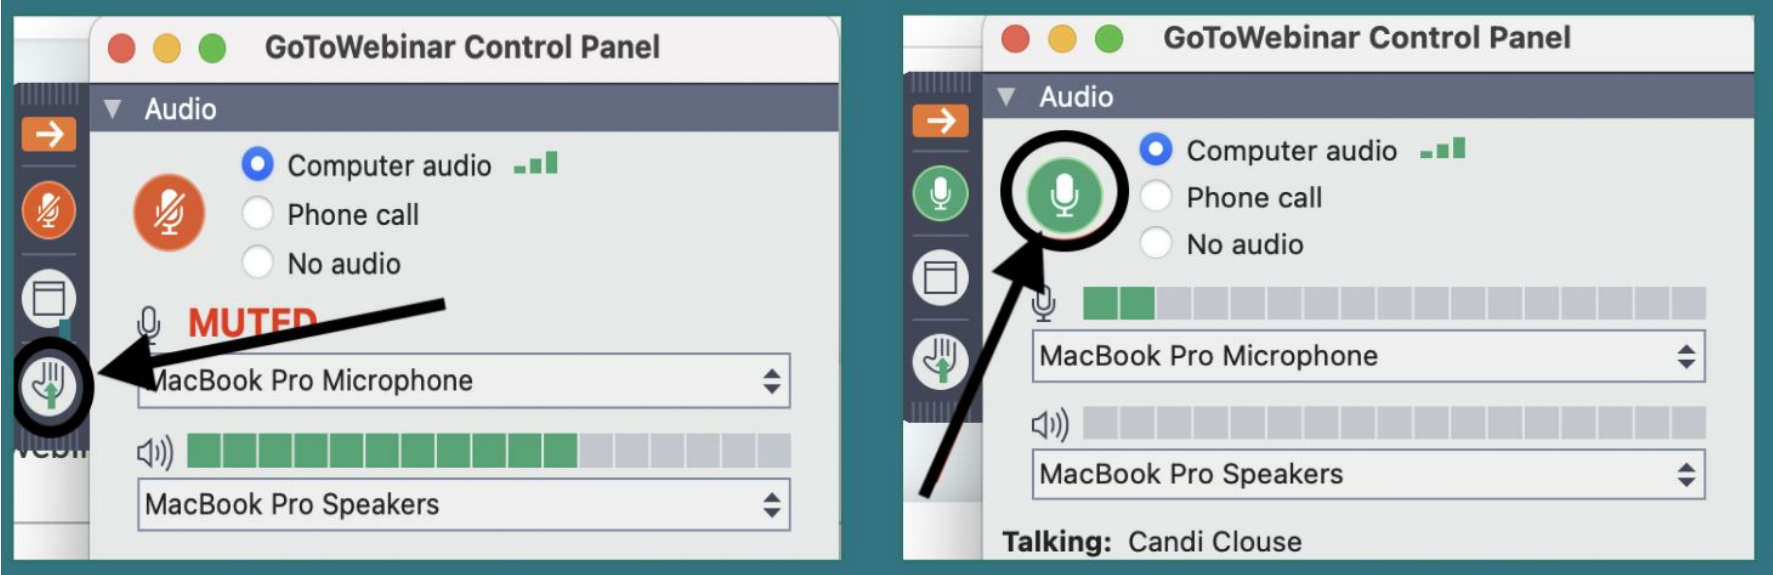 GoToWebinar Control Panel
Audio
Computer audio
Phone call
No audio
MUTED
MacBook Pro Microphone
MacBook Pro Speakers
GoToWebinar Control Panel
Audio
Computer audio
Phone call
No audio
MacBook Pro Microphone
MacBook Pro Speakers
Talking: Candi Clouse